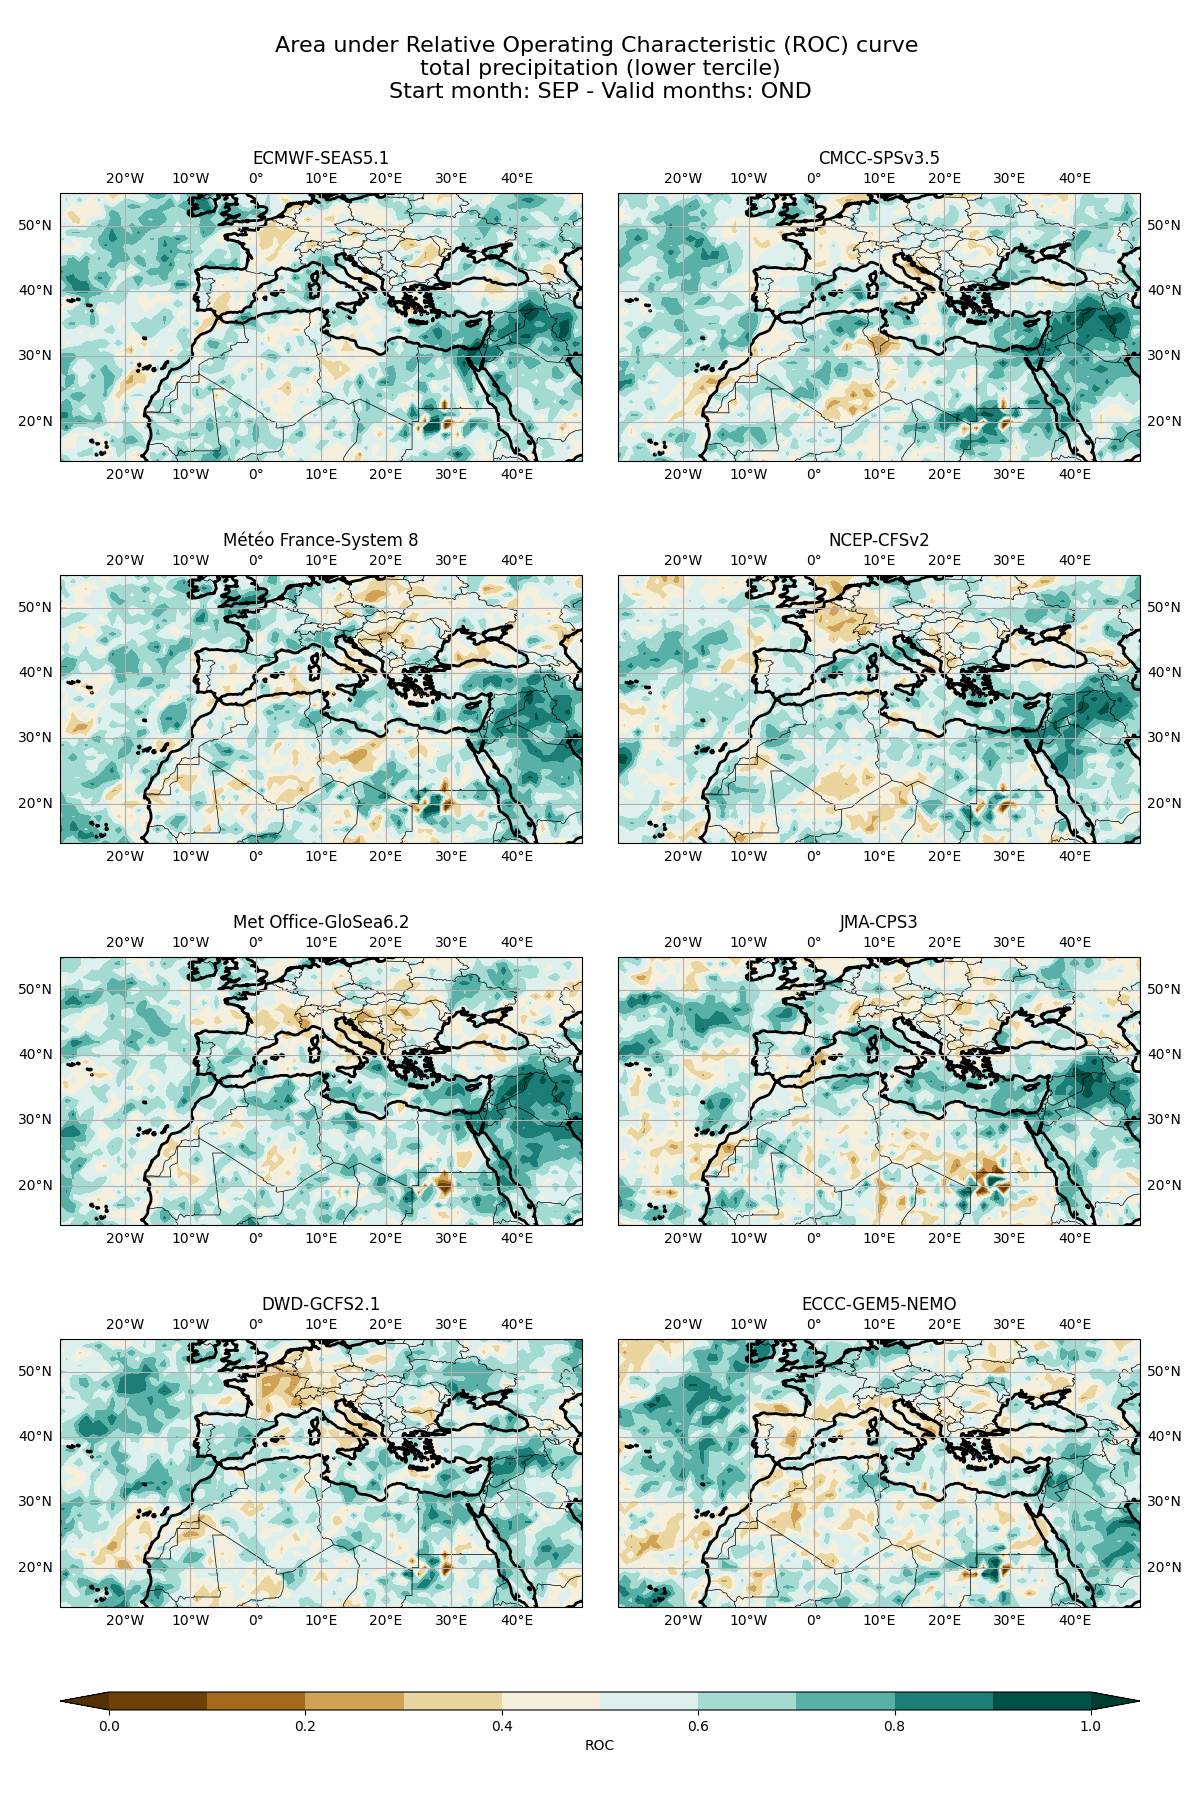 Area under Relative Operating Characteristic (ROC) curve
total precipitation (lower tercile)
Start month: SEP - Valid months: OND
ECMWF-SEAS5.1
20°W 10°W 0° 10°E 20°E 30°E 40°E
50°N
40°N
30°N
20°N
20°W 10°W 0° 10°E 20°E 30°E 40°E
CMCC-SPSv3.5
20°W 10°W 0° 10°E 20°E 30°E 40°E
50°N
40°N
30°N
20°N
20°W 10°W 0° 10°E 20°E 30°E 40°E
Météo France-System 8
20°W 10°W 0° 10°E 20°E 30°E 40°E
50°N
40°N
30°N
20°N
20°W 10°W 0° 10°E 20°E 30°E 40°E
NCEP-CFSv2
20°W 10°W 0° 10°E 20°E 30°E 40°E
50°N
40°N
30°N
20°N
20°W 10°W 0° 10°E 20°E 30°E 40°E
Met Office-GloSea6.2
20°W 10°W 0° 10°E 20°E 30°E 40°E
50°N
40°N
30°N
20°N
20°W 10°W 0° 10°E 20°E 30°E 40°E
JMA-CPS3
20°W 10°W 0° 10°E 20°E 30°E 40°E
50°N
40°N
30°N
20°N
20°W 10°W 0° 10°E 20°E 30°E 40°E
DWD-GCFS2.1
20°W 10°W 0° 10°E 20°E 30°E 40°E
50°N
40°N
30°N
20°N
20°W 10°W 0° 10°E 20°E 30°E 40°E
ECCC-GEM5-NEMO
20°W 10°W 0° 10°E 20°E 30°E 40°E
50°N
40°N
30°N
20°N
20°W 10°W 0° 10°E 20°E 30°E 40°E
0.0 0.2 0.4 0.6 0.8 1.0
ROC